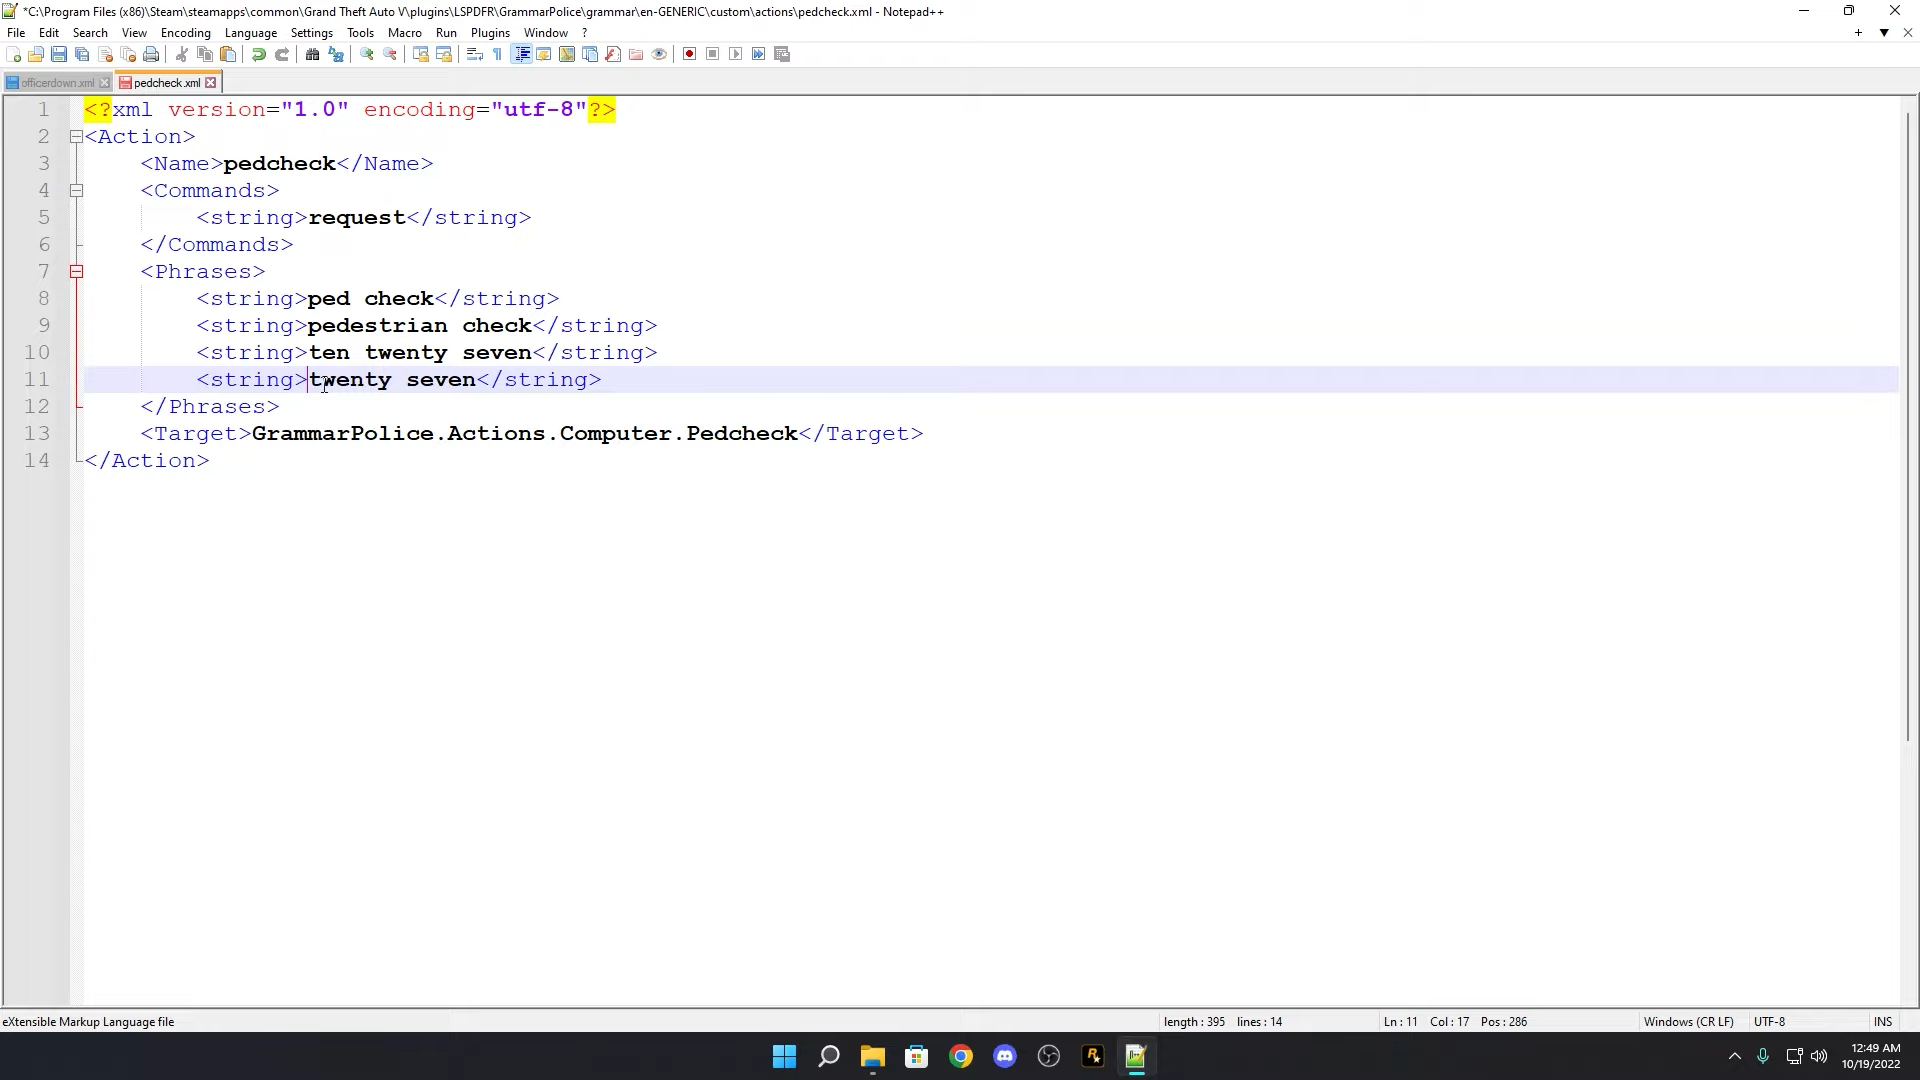 *C:\Program Files (x86)\Steam\steamapps\common\Grand Theft Auto V\plugins\LSPDFR\GrammarPolice\grammar\en-GENERIC\custom\actions\pedcheck.xml - Notepad++
File Edit Search View Encoding Language Settings Tools Macro Run Plugins Window ?
officerdown.xml pedcheck.xml
1 <?xml version="1.0" encoding="utf-8"?>
2 <Action>
3 <Name>pedcheck</Name>
4 <Commands>
5 <string>request</string>
6 </Commands>
7 <Phrases>
8 <string>ped check</string>
9 <string>pedestrian check</string>
10 <string>ten twenty seven</string>
11 <string>twenty seven</string>
12 </Phrases>
13 <Target>GrammarPolice.Actions.Computer.Pedcheck</Target>
14 </Action>
eXtensible Markup Language file length : 395 lines : 14 Ln : 11 Col : 17 Pos : 286 Windows (CR LF) UTF-8 INS
12:49 AM
10/19/2022